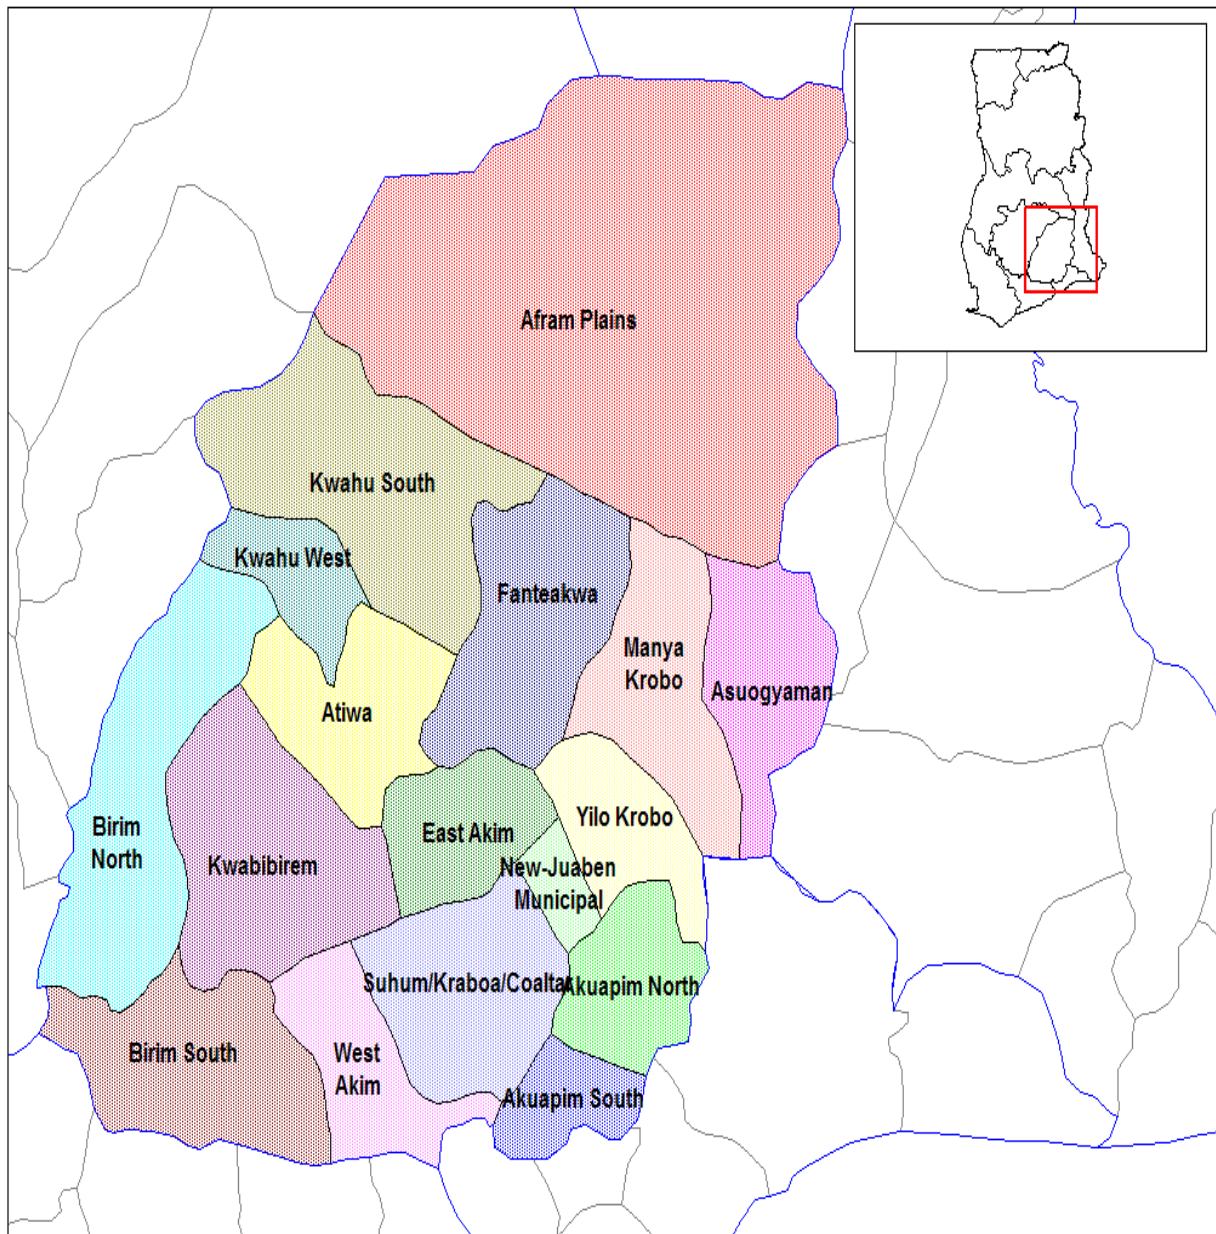 Afram Plains
Kwahu South
Kwahu West
Fanteakwa
Manya
Krobo
Asuogyaman
Atiwa
Birim
North
Kwabibirem
East Akim
Yilo Krobo
New-Juaben
Municipal
Suhum/Kraboa/Coaltar
Akuapim North
Birim South
West
Akim
Akuapim South